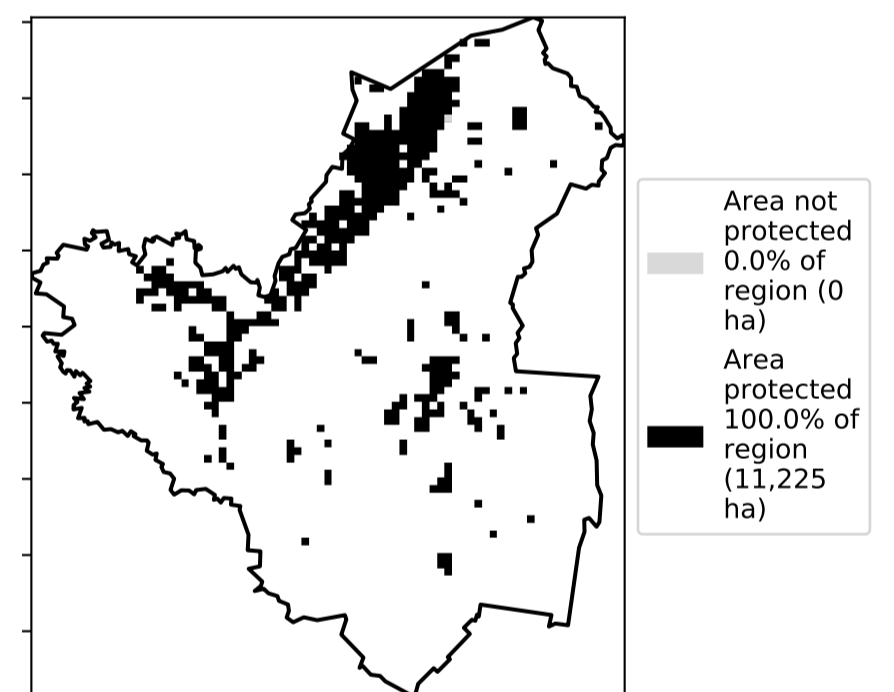 Area not
protected
0.0% of
region (0
ha)
Area
protected
100.0% of
region
(11,225
ha)